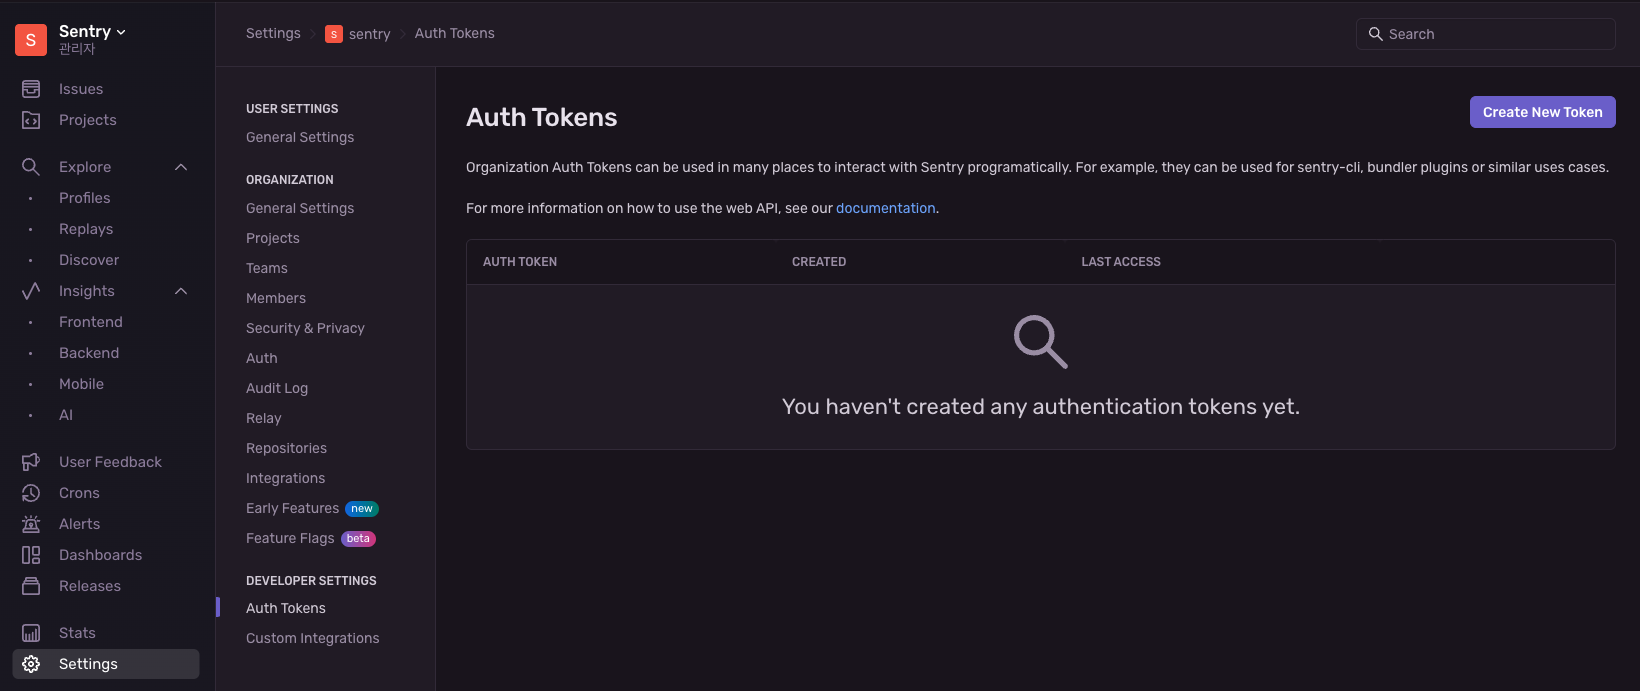 S
Sentry
관리자
Issues
Projects
Explore
Profiles
Replays
Discover
Insights
Frontend
Backend
Mobile
AI
User Feedback
Crons
Alerts
Dashboards
Releases
Stats
Settings
Settings > S sentry > Auth Tokens
Search
USER SETTINGS
General Settings
ORGANIZATION
General Settings
Projects
Teams
Members
Security & Privacy
Auth
Audit Log
Relay
Repositories
Integrations
Early Features new
Feature Flags beta
DEVELOPER SETTINGS
Auth Tokens
Custom Integrations
Auth Tokens
Create New Token
Organization Auth Tokens can be used in many places to interact with Sentry programatically. For example, they can be used for sentry-cli, bundler plugins or similar uses cases.
For more information on how to use the web API, see our documentation.
AUTH TOKEN CREATED LAST ACCESS
You haven't created any authentication tokens yet.